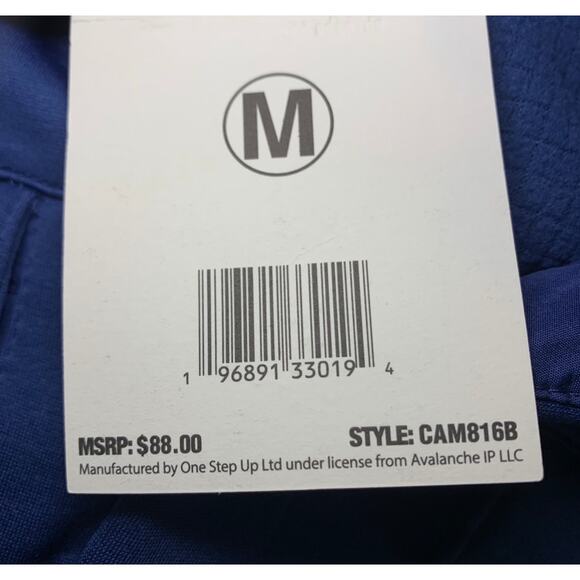 M
1 96891 33019 4
MSRP: $88.00 STYLE: CAM816B
Manufactured by One Step Up Ltd under license from Avalanche IP LLC